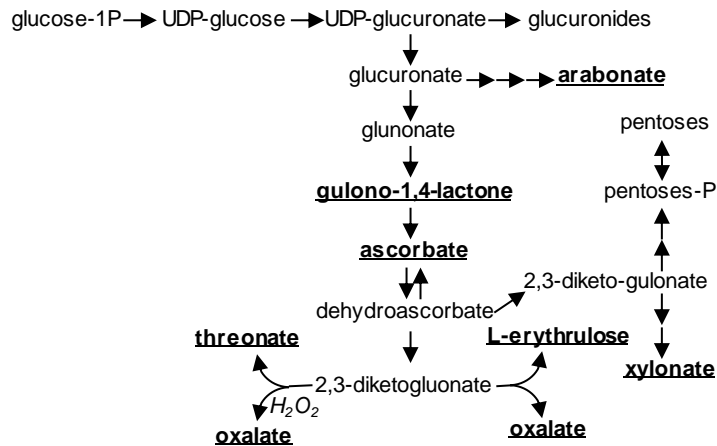 glucose-1P UDP-glucose UDP-glucuronate glucuronides
glucuronate arabonate
glunonate
pentoses
gulono-1,4-lactone
pentoses-P
ascorbate
2,3-diketo-gulonate
dehydroascorbate
threonate L-erythrulose
xylonate
2,3-diketogluonate
H2O2
oxalate oxalate